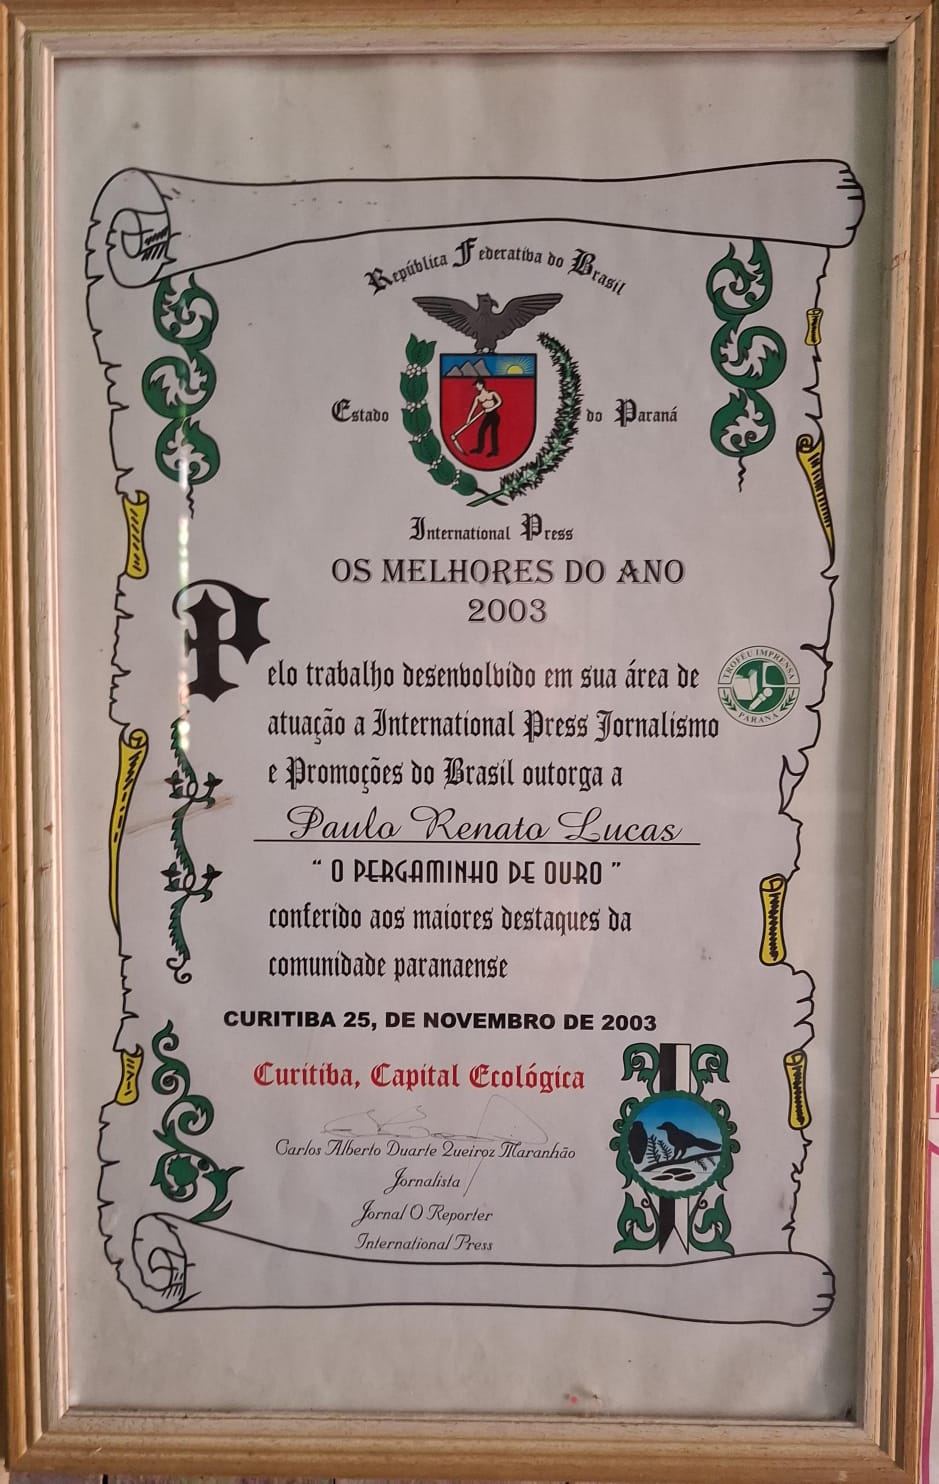 República Federativa do Brasil
Estado do Paraná
International Press
OS MELHORES DO ANO
2003
Pelo trabalho desenvolvido em sua área de
TROFÉU IMPRENSA
PARANÁ
atuação a International Press Jornalismo
e Promoções do Brasil outorga a
Paulo Renato Lucas
“ O PERGAMINHO DE OURO ”
conferido aos maiores destaques da
comunidade paranaense
CURITIBA 25, DE NOVEMBRO DE 2003
Curitiba, Capital Ecológica
Carlos Alberto Duarte Queiroz Maranhão
Jornalista
Jornal O Reporter
International Press